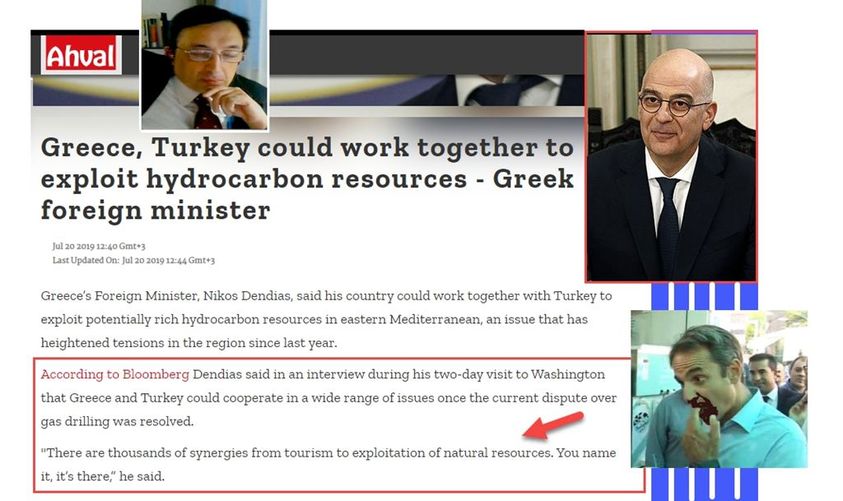 Ahval
Greece, Turkey could work together to
exploit hydrocarbon resources - Greek
foreign minister
Jul 20 2019 12:40 Gmt+3
Last Updated On: Jul 20 2019 12:44 Gmt+3
Greece's Foreign Minister, Nikos Dendias, said his country could work together with Turkey to
exploit potentially rich hydrocarbon resources in eastern Mediterranean, an issue that has
heightened tensions in the region since last year.
According to Bloomberg Dendias said in an interview during his two-day visit to Washington
that Greece and Turkey could cooperate in a wide range of issues once the current dispute over
gas drilling was resolved.
"There are thousands of synergies from tourism to exploitation of natural resources. You name
it, it's there," he said.